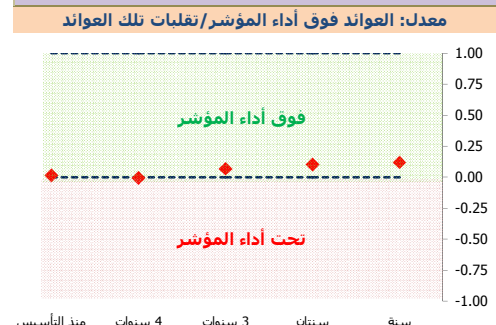 معدل: العوائد فوق أداء المؤشر/تقلبات تلك العوائد
1.00
0.75
0.50
0.25
0.00
-0.25
-0.50
-0.75
-1.00
فوق أداء المؤشر
تحت أداء المؤشر
سنة سنتان 3 سنوات 4 سنوات منذ التأسيس